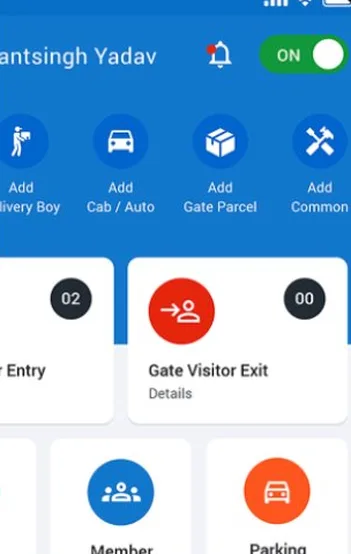 antsingh Yadav
ON
Add Add Add Add
livery Boy Cab / Auto Gate Parcel Common
02 00
r Entry Gate Visitor Exit
Details
Member Parking